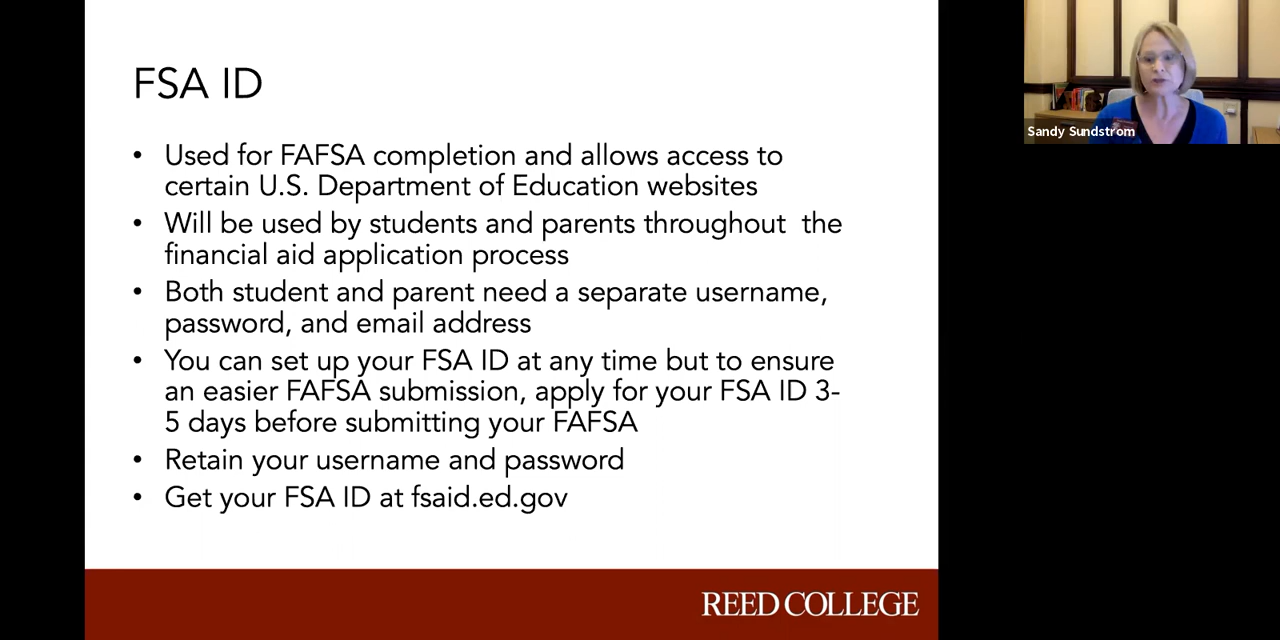 FSA ID
• Used for FAFSA completion and allows access to
certain U.S. Department of Education websites
• Will be used by students and parents throughout  the
financial aid application process
• Both student and parent need a separate username,
password, and email address
• You can set up your FSA ID at any time but to ensure
an easier FAFSA submission, apply for your FSA ID 3-
5 days before submitting your FAFSA
• Retain your username and password
• Get your FSA ID at fsaid.ed.gov
REED COLLEGE
Sandy Sundstrom